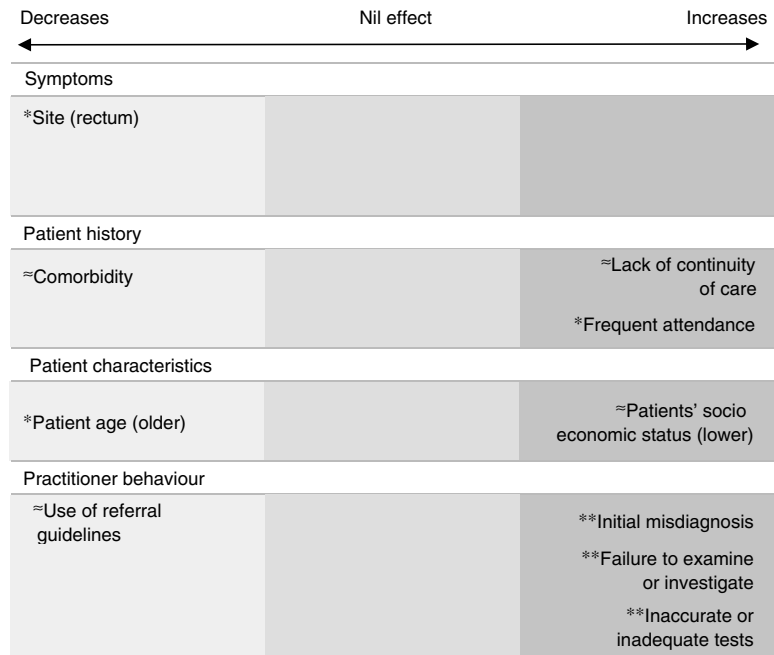 Decreases Nil effect Increases
Symptoms
*Site (rectum)
Patient history
≈Comorbidity
≈Lack of continuity
of care
*Frequent attendance
Patient characteristics
*Patient age (older)
≈Patients’ socio
economic status (lower)
Practitioner behaviour
≈Use of referral
guidelines
**Initial misdiagnosis
**Failure to examine
or investigate
**Inaccurate or
inadequate tests